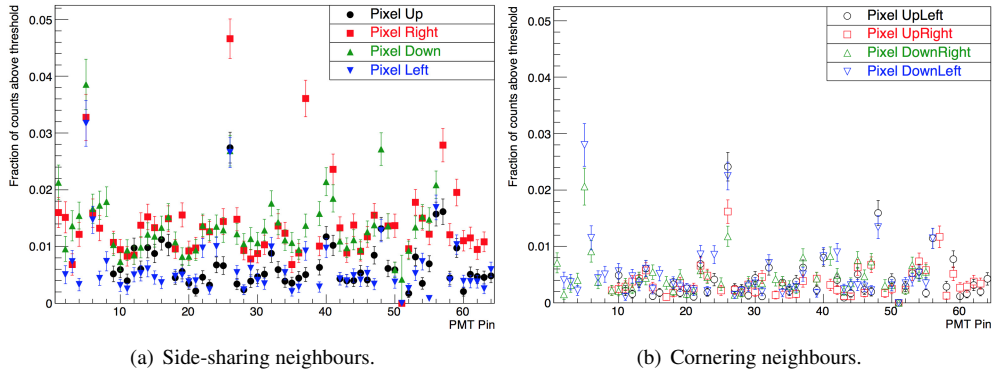 Fraction of counts above threshold
0.05
0.04
0.03
0.02
0.01
0
10 20 30 40 50 60
PMT Pin
Pixel Up
Pixel Right
Pixel Down
Pixel Left
(a) Side-sharing neighbours.
Fraction of counts above threshold
0.05
0.04
0.03
0.02
0.01
0
10 20 30 40 50 60
PMT Pin
Pixel UpLeft
Pixel UpRight
Pixel DownRight
Pixel DownLeft
(b) Cornering neighbours.